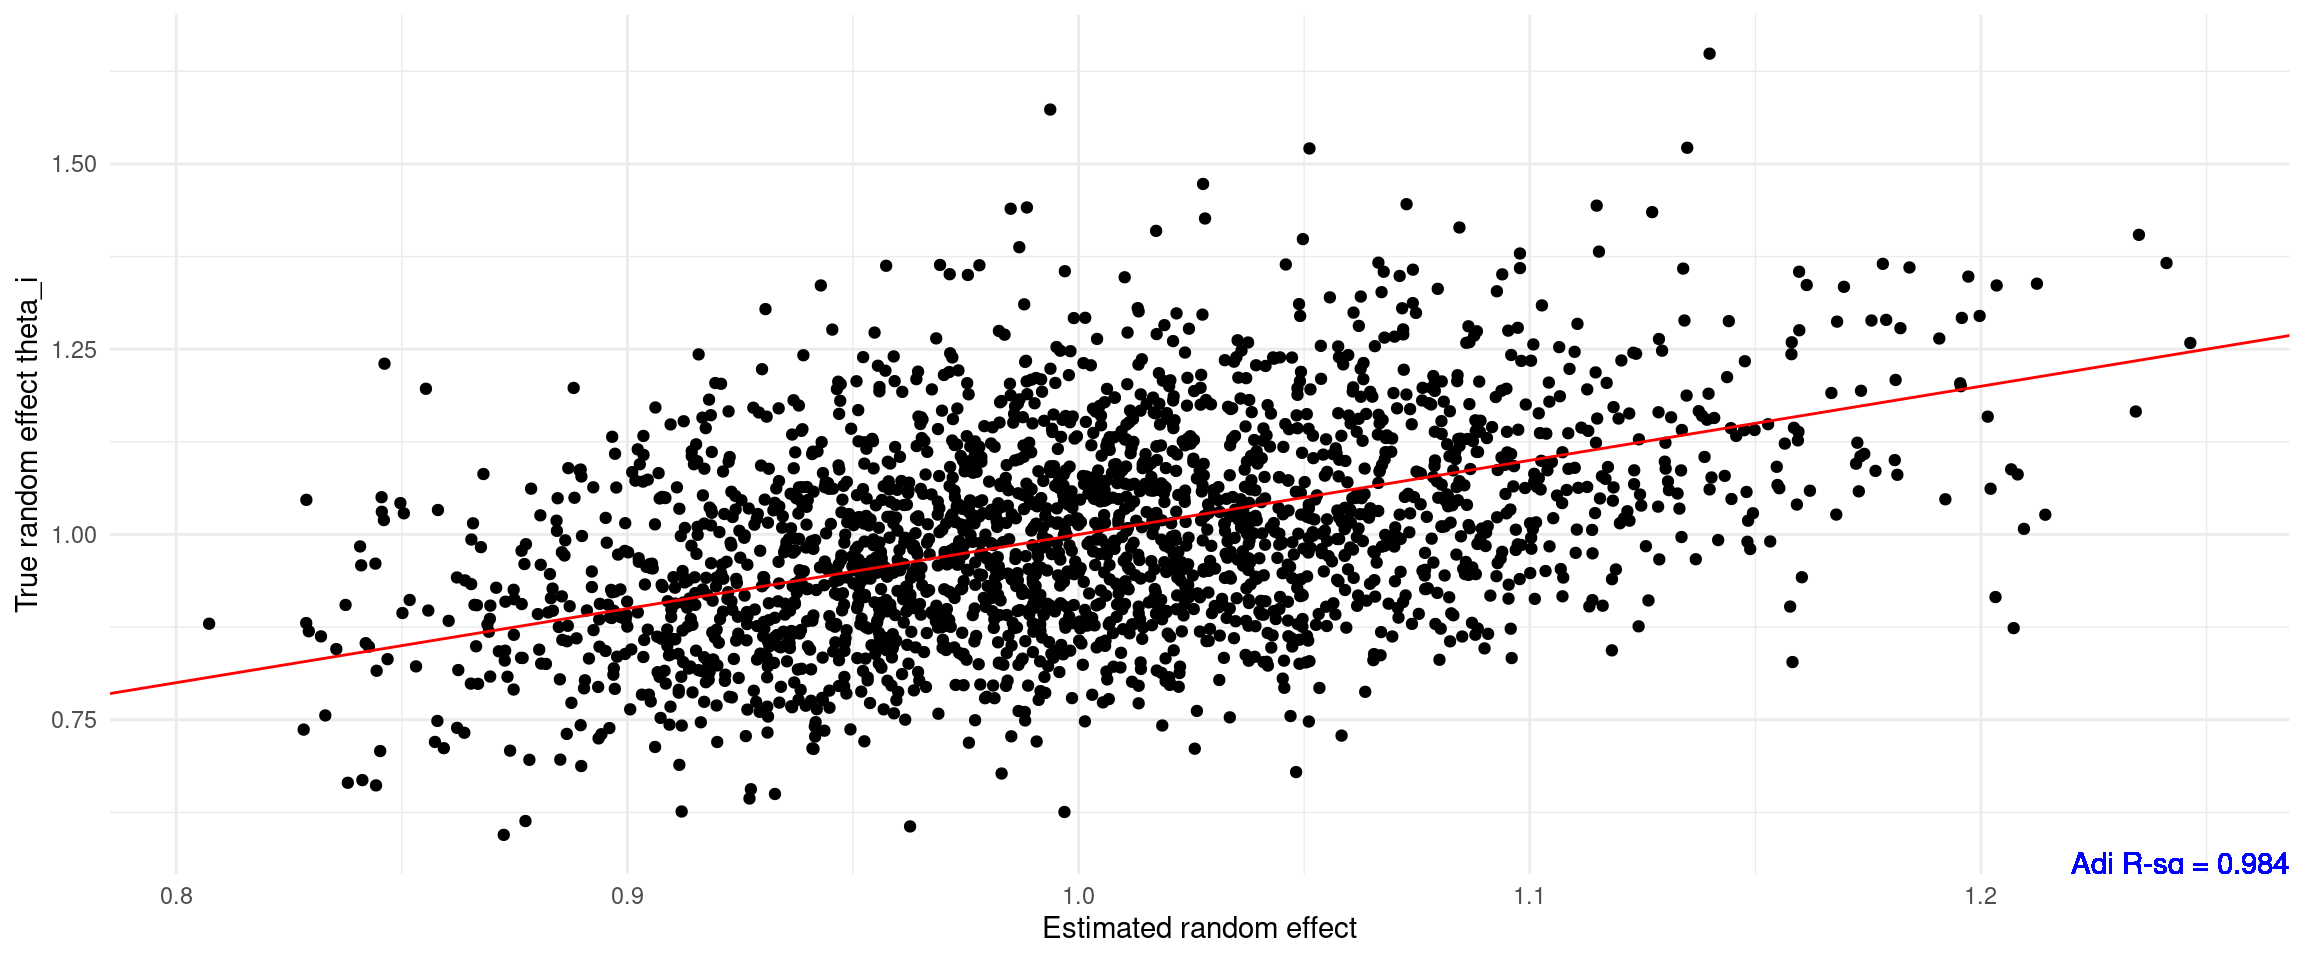 True random effect theta_i
1.50
1.25
1.00
0.75
0.8 0.9 1.0 1.1 1.2
Estimated random effect
Adj R-sq = 0.984